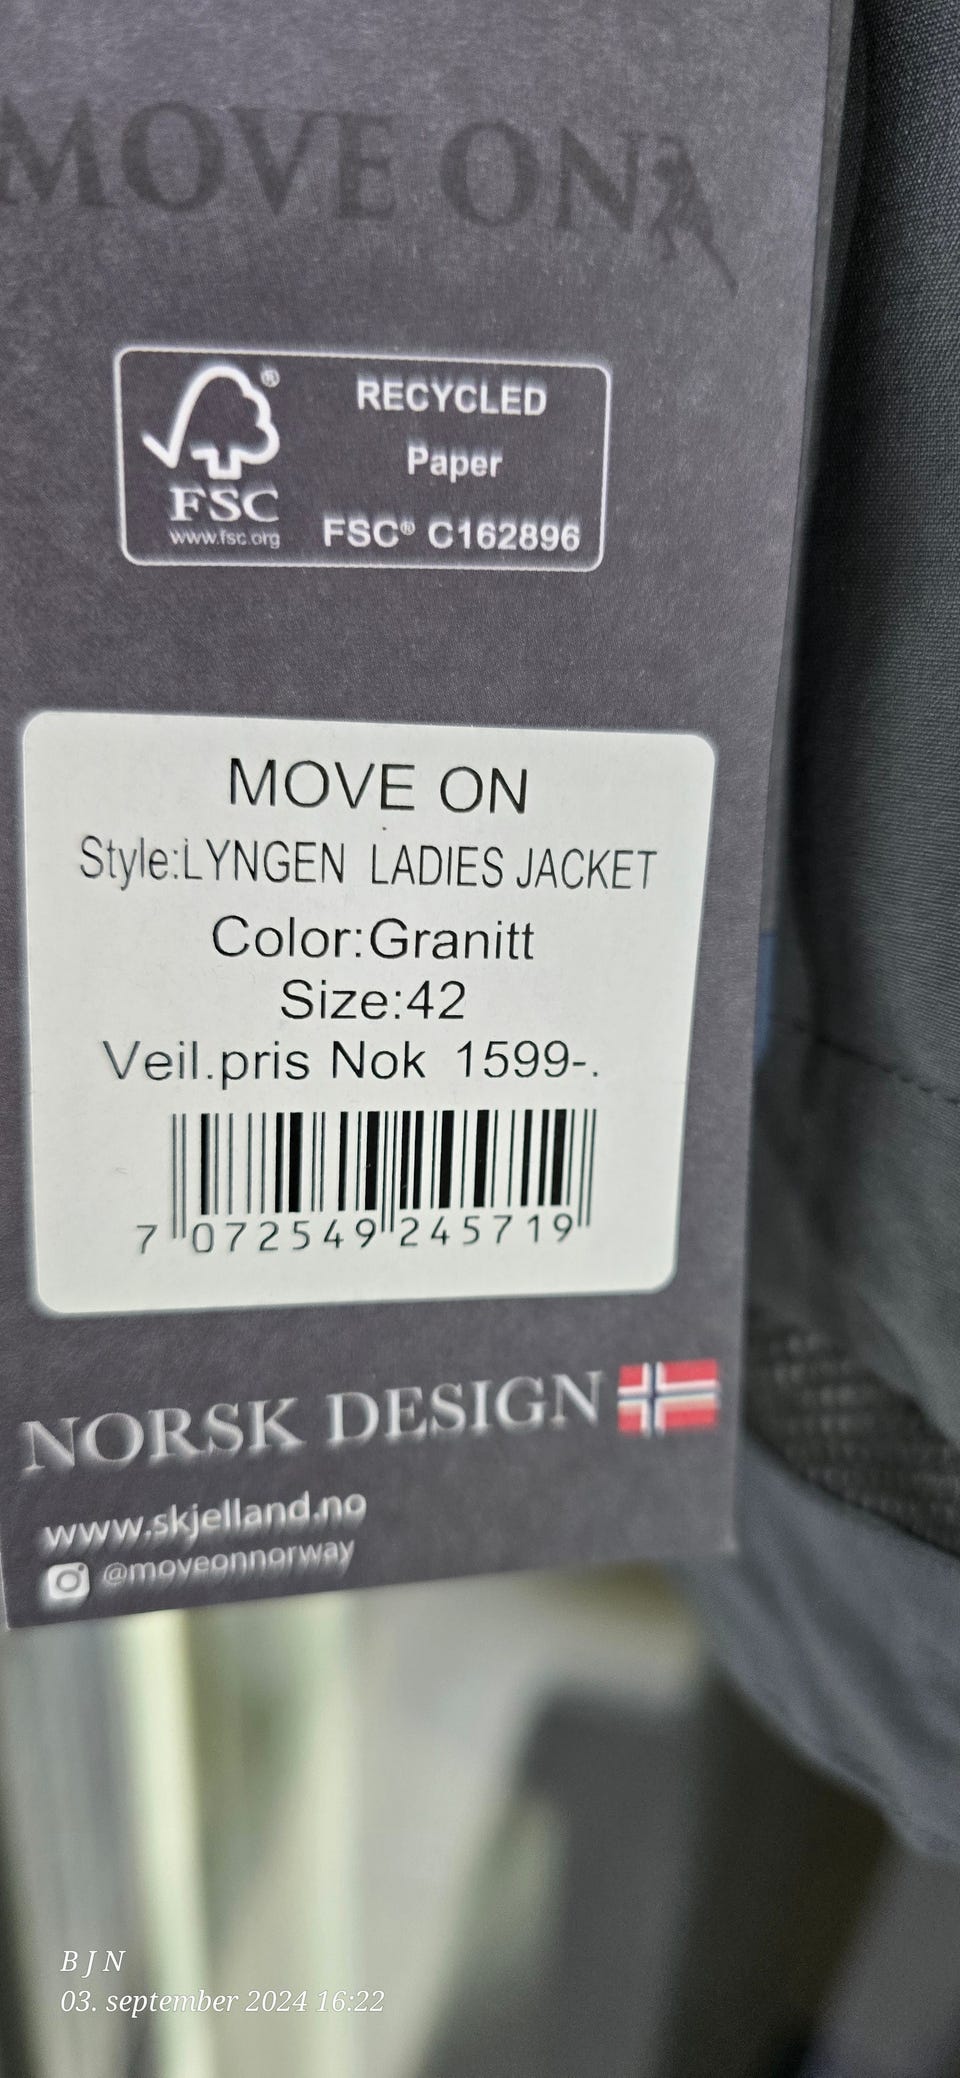 MOVE ON
RECYCLED
Paper
FSC® C162896
®
FSC
www.fsc.org
MOVE ON
Style:LYNGEN LADIES JACKET
Color:Granitt
Size:42
Veil.pris Nok 1599-.
7 072549 245719
NORSK DESIGN
www.skjelland.no
@moveonnorway
B J N
03. september 2024 16:22